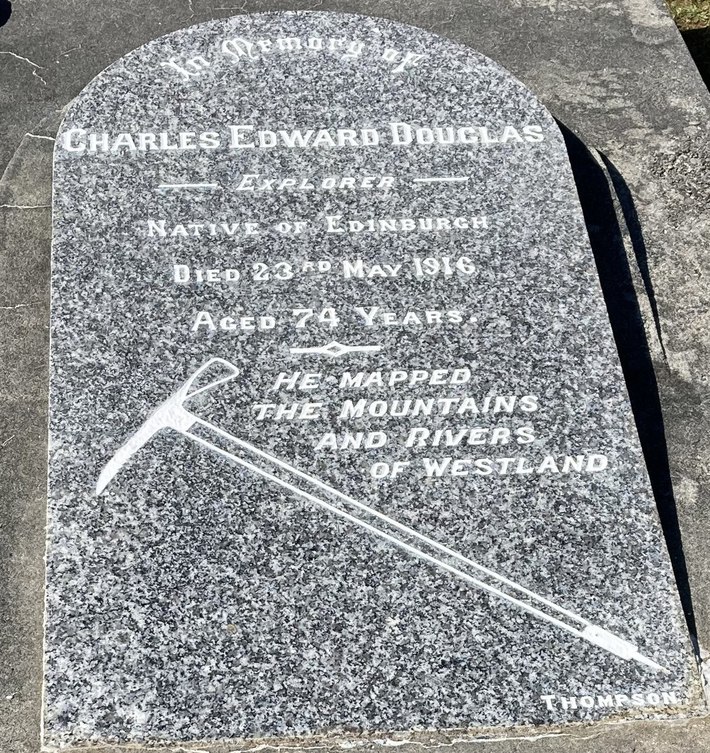 In Memory of
CHARLES EDWARD DOUGLAS
EXPLORER
NATIVE OF EDINBURGH
DIED 23RD MAY 1916
AGED 74 YEARS.
HE MAPPED
THE MOUNTAINS
AND RIVERS
OF WESTLAND
THOMPSON